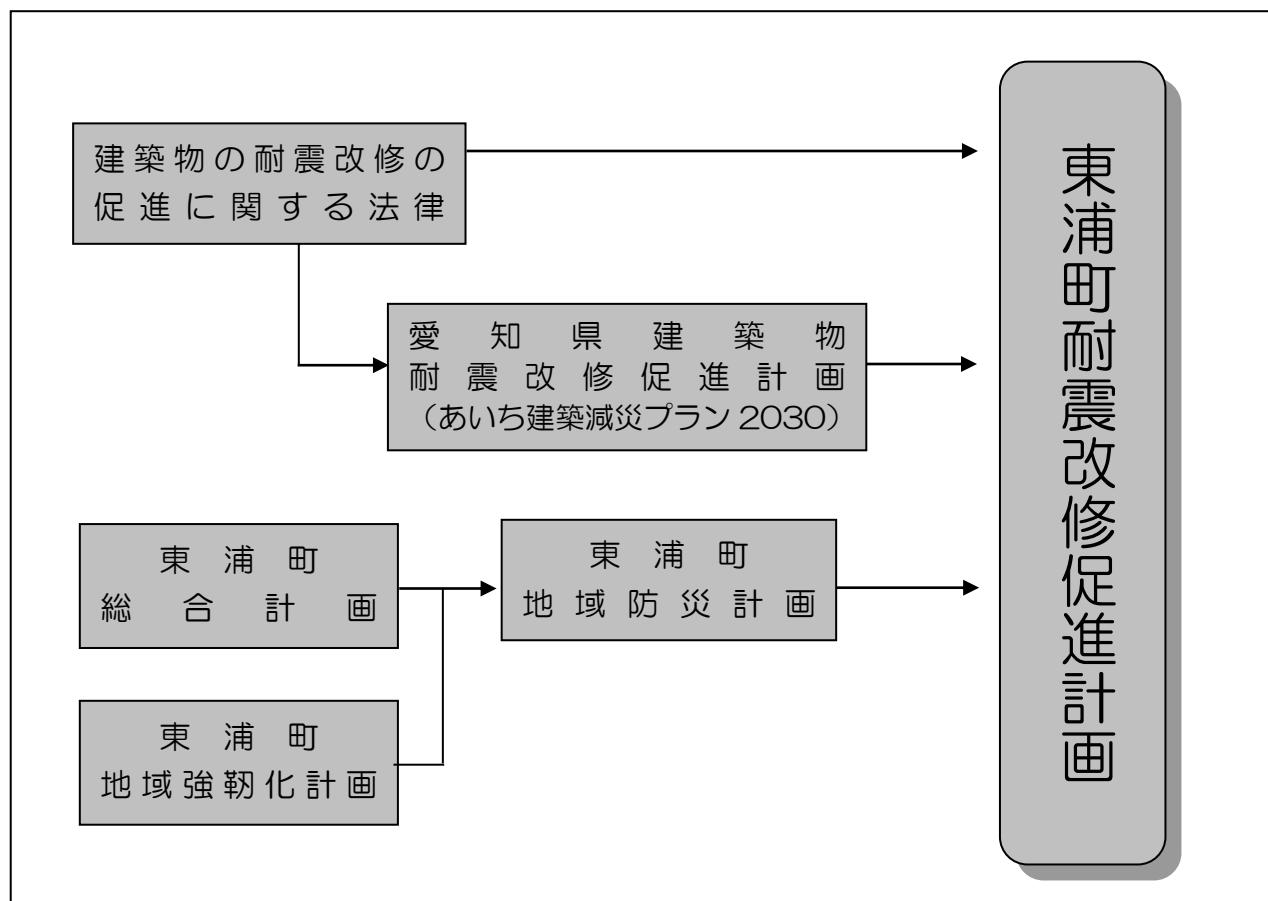 建築物の耐震改修の
促進に関する法律
愛知県建築物
耐震改修促進計画
（あいち建築減災プラン2030）
東浦町
総合計画
東浦町
地域防災計画
東浦町
地域強靭化計画
東浦町耐震改修促進計画